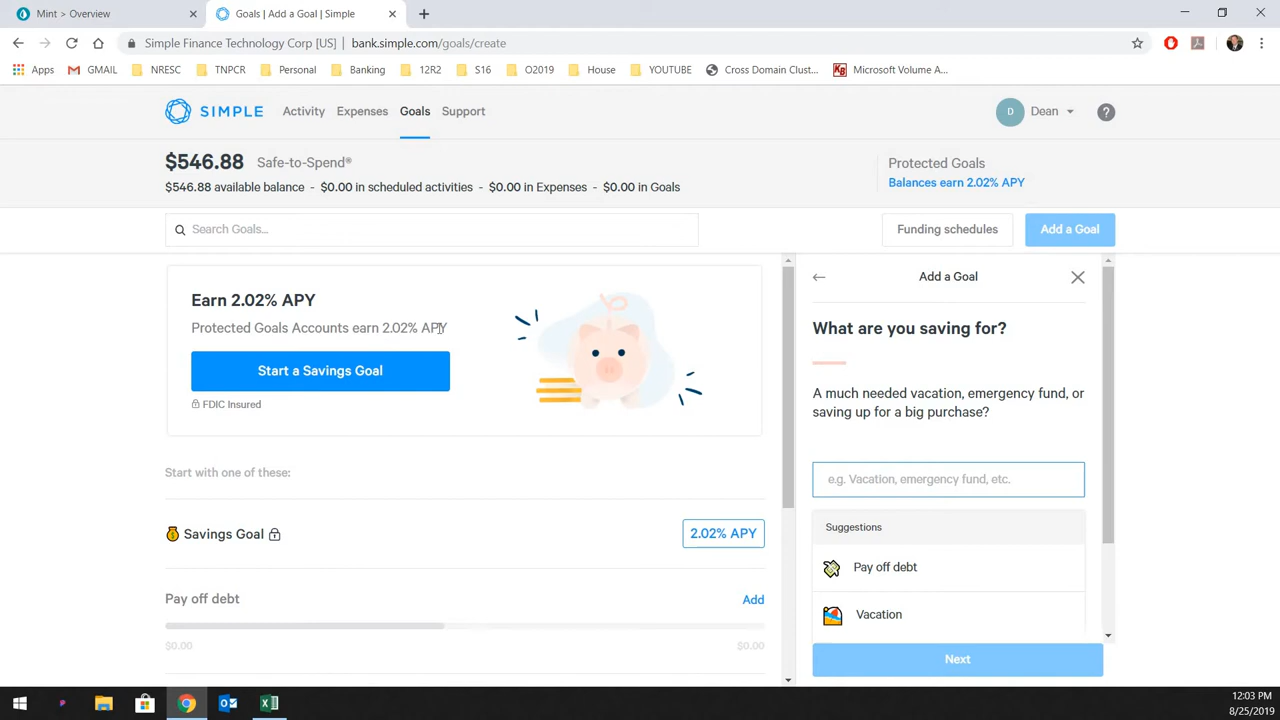 Mint > Overview
Goals | Add a Goal | Simple
Simple Finance Technology Corp [US] | bank.simple.com/goals/create
Apps GMAIL NRESC TNPCR Personal Banking 12R2 S16 O2019 House YOUTUBE Cross Domain Clust... KB Microsoft Volume A...
SIMPLE Activity Expenses Goals Support D Dean ?
$546.88 Safe-to-Spend®
$546.88 available balance - $0.00 in scheduled activities - $0.00 in Expenses - $0.00 in Goals
Protected Goals
Balances earn 2.02% APY
Search Goals... Funding schedules Add a Goal
Earn 2.02% APY
Protected Goals Accounts earn 2.02% APY
Start a Savings Goal
FDIC Insured
Start with one of these:
Savings Goal 2.02% APY
Pay off debt Add
$0.00 $0.00
Add a Goal
What are you saving for?
A much needed vacation, emergency fund, or
saving up for a big purchase?
e.g. Vacation, emergency fund, etc.
Suggestions
Pay off debt
Vacation
Next
12:03 PM
8/25/2019